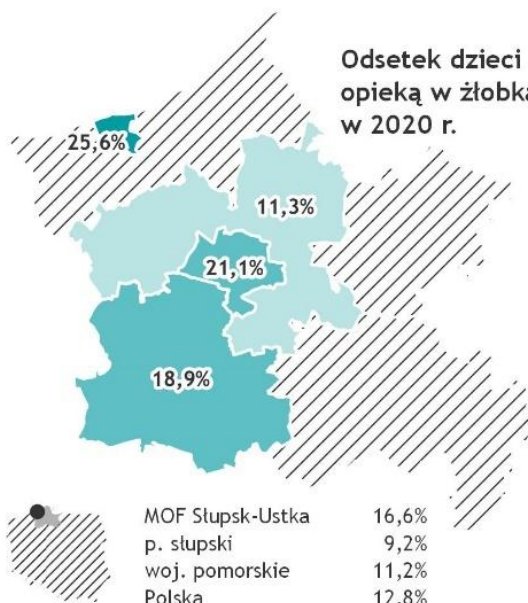 Odsetek dzieci
opieką w żłobka
w 2020 r.
25,6%
11,3%
21,1%
18,9%
MOF Słupsk-Ustka 16,6%
p. słupski 9,2%
woj. pomorskie 11,2%
Polska 12,8%